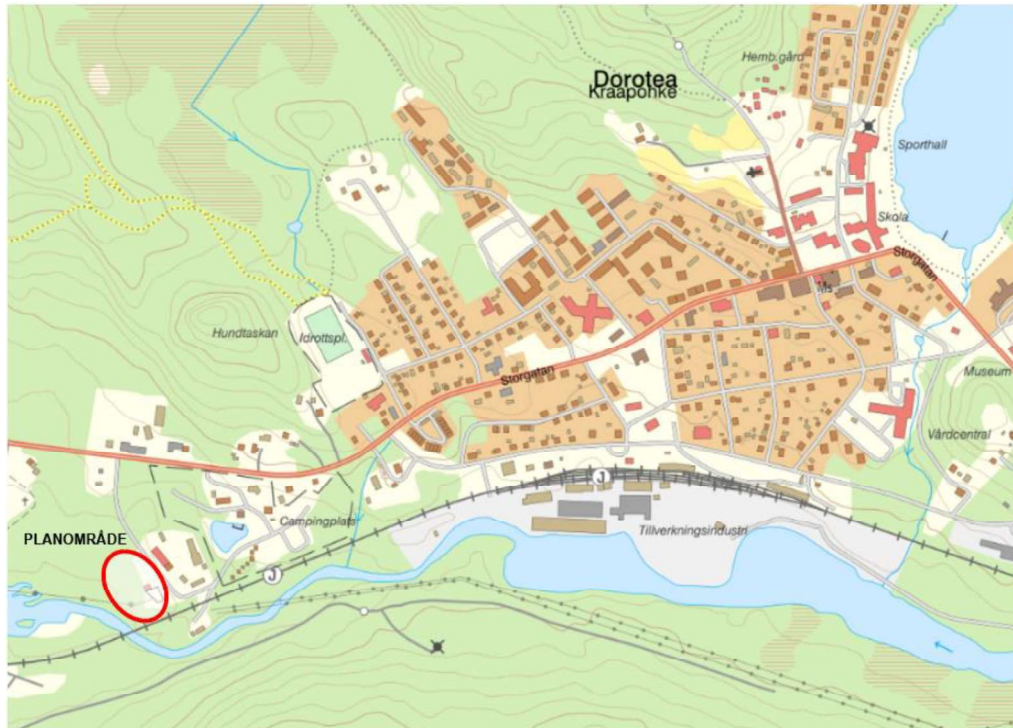 Hemb.gård
Dorotea
Kraapohke
Sporthall
Skola
Storgatan
Hundtaskan
Idrottspl.
Storgatan
Museum
Vårdcentral
Campingplats
Tillverkningsindustri
PLANOMRÅDE
J
J